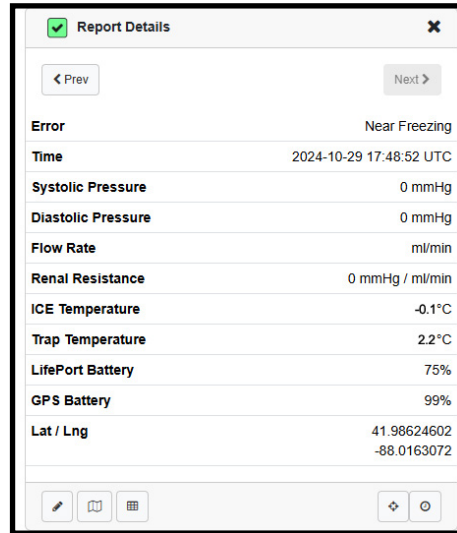 Report Details
Prev
Next
Error Near Freezing
Time 2024-10-29 17:48:52 UTC
Systolic Pressure 0 mmHg
Diastolic Pressure 0 mmHg
Flow Rate ml/min
Renal Resistance 0 mmHg / ml/min
ICE Temperature -0.1°C
Trap Temperature 2.2°C
LifePort Battery 75%
GPS Battery 99%
Lat / Lng 41.98624602
-88.0163072